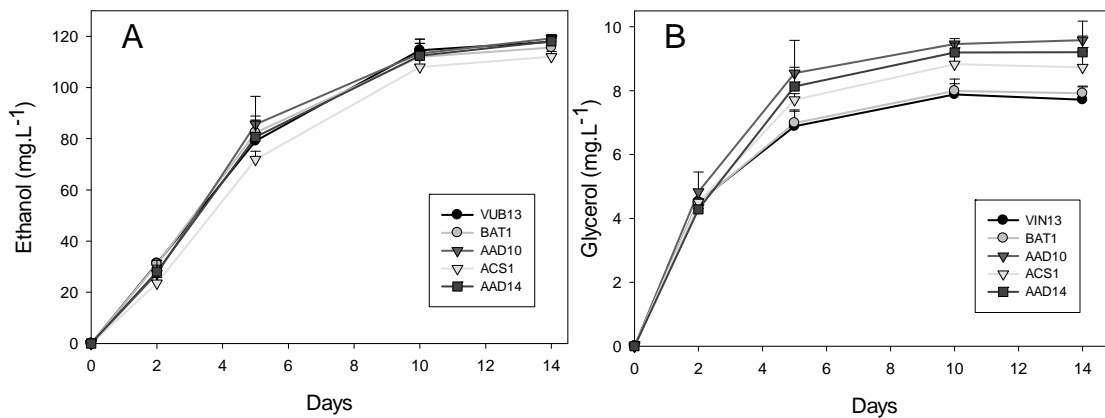 A
Ethanol (mg.L-1)
120
100
80
60
40
20
0
VUB13
BAT1
AAD10
ACS1
AAD14
0 2 4 6 8 10 12 14
Days
B
Glycerol (mg.L-1)
10
8
6
4
2
0
VIN13
BAT1
AAD10
ACS1
AAD14
0 2 4 6 8 10 12 14
Days